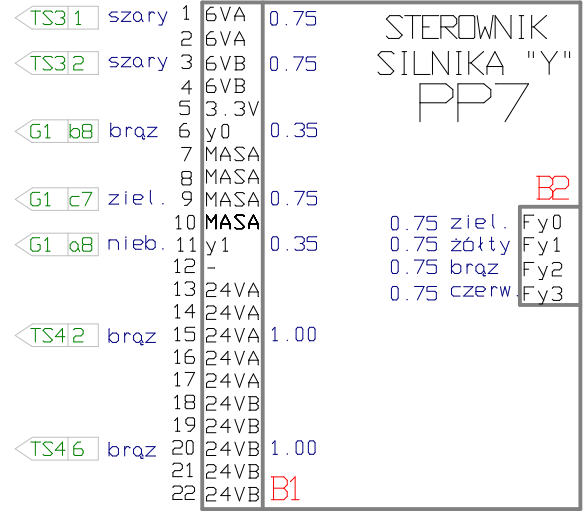 TS3 1 szary 1 6VA 0.75
STEROWNIK
2 6VA
TS3 2 szary 3 6VB 0.75
SILNIKA "Y"
4 6VB
PP7
5 3.3V
G1 b8 brąz 6 y0 0.35
7 MASA
8 MASA
B2
G1 c7 ziel. 9 MASA 0.75
10 MASA
0.75 ziel. Fy0
G1 a8 nieb. 11 y1 0.35
0.75 żółty Fy1
12 -
0.75 brąz Fy2
13 24VA
0.75 czerw. Fy3
14 24VA
TS4 2 brąz 15 24VA 1.00
16 24VA
17 24VA
18 24VB
19 24VB
TS4 6 brąz 20 24VB 1.00
21 24VB
22 24VB B1